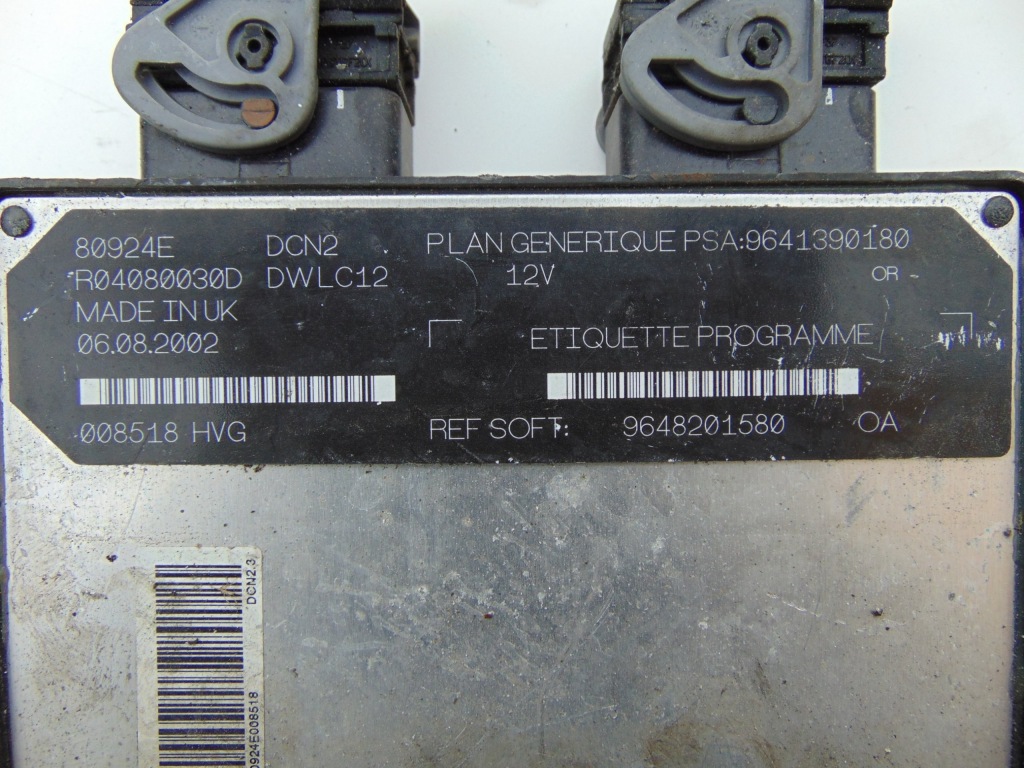 80924E DCN2 PLAN GENERIQUE PSA:9641390180
R04080030D DWLC12 12V OR
MADE IN UK
06.08.2002 ETIQUETTE PROGRAMME
008518 HVG REF SOFT: 9648201580 OA
DCN2.3
0924E008518